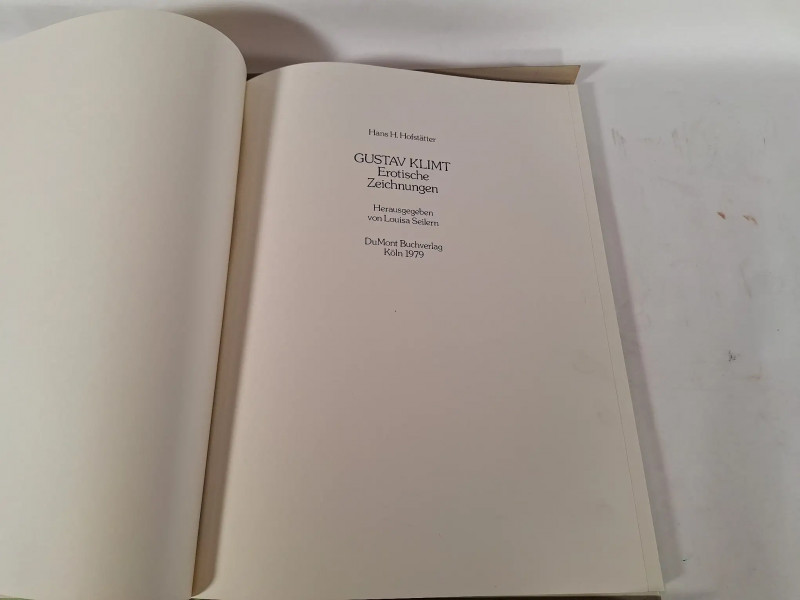 Hans H. Hofstätter
GUSTAV KLIMT
Erotische
Zeichnungen
Herausgegeben
von Louisa Seilern
DuMont Buchverlag
Köln 1979